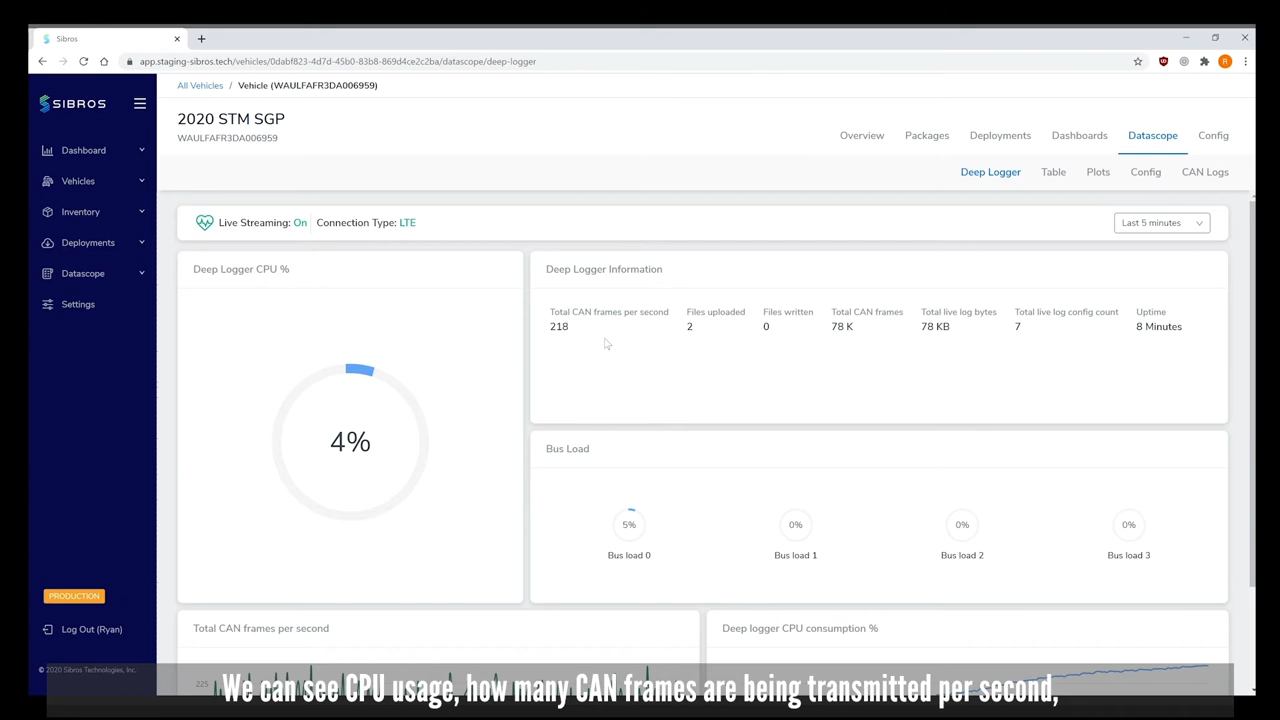 Sibros
app.staging-sibros.tech/vehicles/0dabf823-4d7d-45b0-83b8-869d4ce2c2ba/datascope/deep-logger
R
SIBROS
Dashboard
Vehicles
Inventory
Deployments
Datascope
Settings
PRODUCTION
Log Out (Ryan)
© 2020 Sibros Technologies, Inc.
All Vehicles / Vehicle (WAULFAFR3DA006959)
2020 STM SGP
WAULFAFR3DA006959
Overview Packages Deployments Dashboards Datascope Config
Deep Logger Table Plots Config CAN Logs
Live Streaming: On Connection Type: LTE
Last 5 minutes
Deep Logger CPU %
4%
Deep Logger Information
Total CAN frames per second Files uploaded Files written Total CAN frames Total live log bytes Total live log config count Uptime
218 2 0 78 K 78 KB 7 8 Minutes
Bus Load
5% 0% 0% 0%
Bus load 0 Bus load 1 Bus load 2 Bus load 3
Total CAN frames per second
225
Deep logger CPU consumption %
We can see CPU usage, how many CAN frames are being transmitted per second,